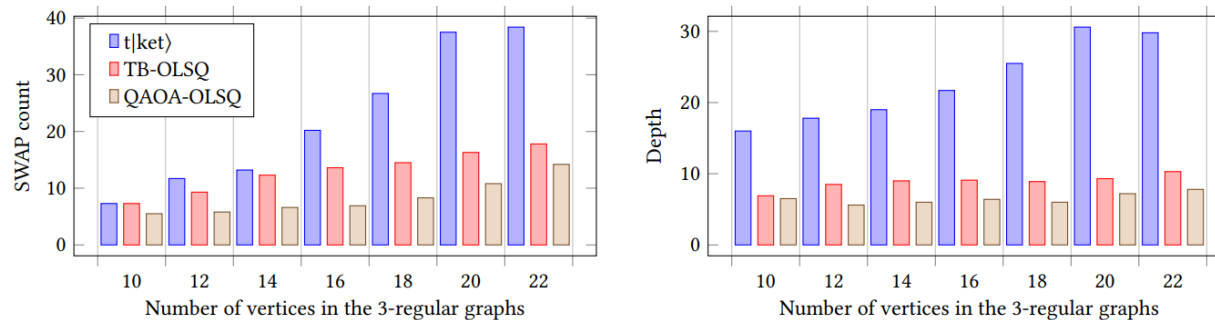 40
30
20
10
0
SWAP count
t|ket⟩
TB-OLSQ
QAOA-OLSQ
10 12 14 16 18 20 22
Number of vertices in the 3-regular graphs
30
20
10
0
Depth
10 12 14 16 18 20 22
Number of vertices in the 3-regular graphs